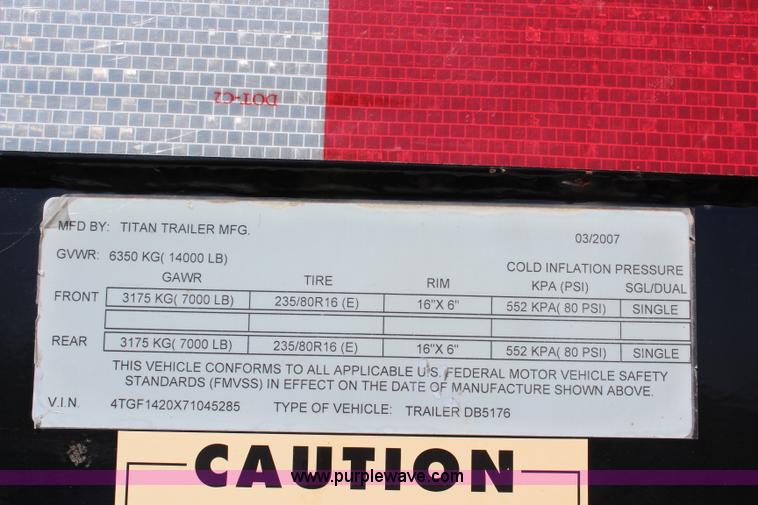 DOT-C2
MFD BY: TITAN TRAILER MFG. 03/2007
GVWR: 6350 KG( 14000 LB)
COLD INFLATION PRESSURE
GAWR TIRE RIM KPA (PSI) SGL/DUAL
FRONT 3175 KG( 7000 LB) 235/80R16 (E) 16"X 6" 552 KPA( 80 PSI) SINGLE
REAR 3175 KG( 7000 LB) 235/80R16 (E) 16"X 6" 552 KPA( 80 PSI) SINGLE
THIS VEHICLE CONFORMS TO ALL APPLICABLE U.S. FEDERAL MOTOR VEHICLE SAFETY
STANDARDS (FMVSS) IN EFFECT ON THE DATE OF MANUFACTURE SHOWN ABOVE.
V.I.N. 4TGF1420X71045285 TYPE OF VEHICLE: TRAILER DB5176
CAUTION
www.purplewave.com